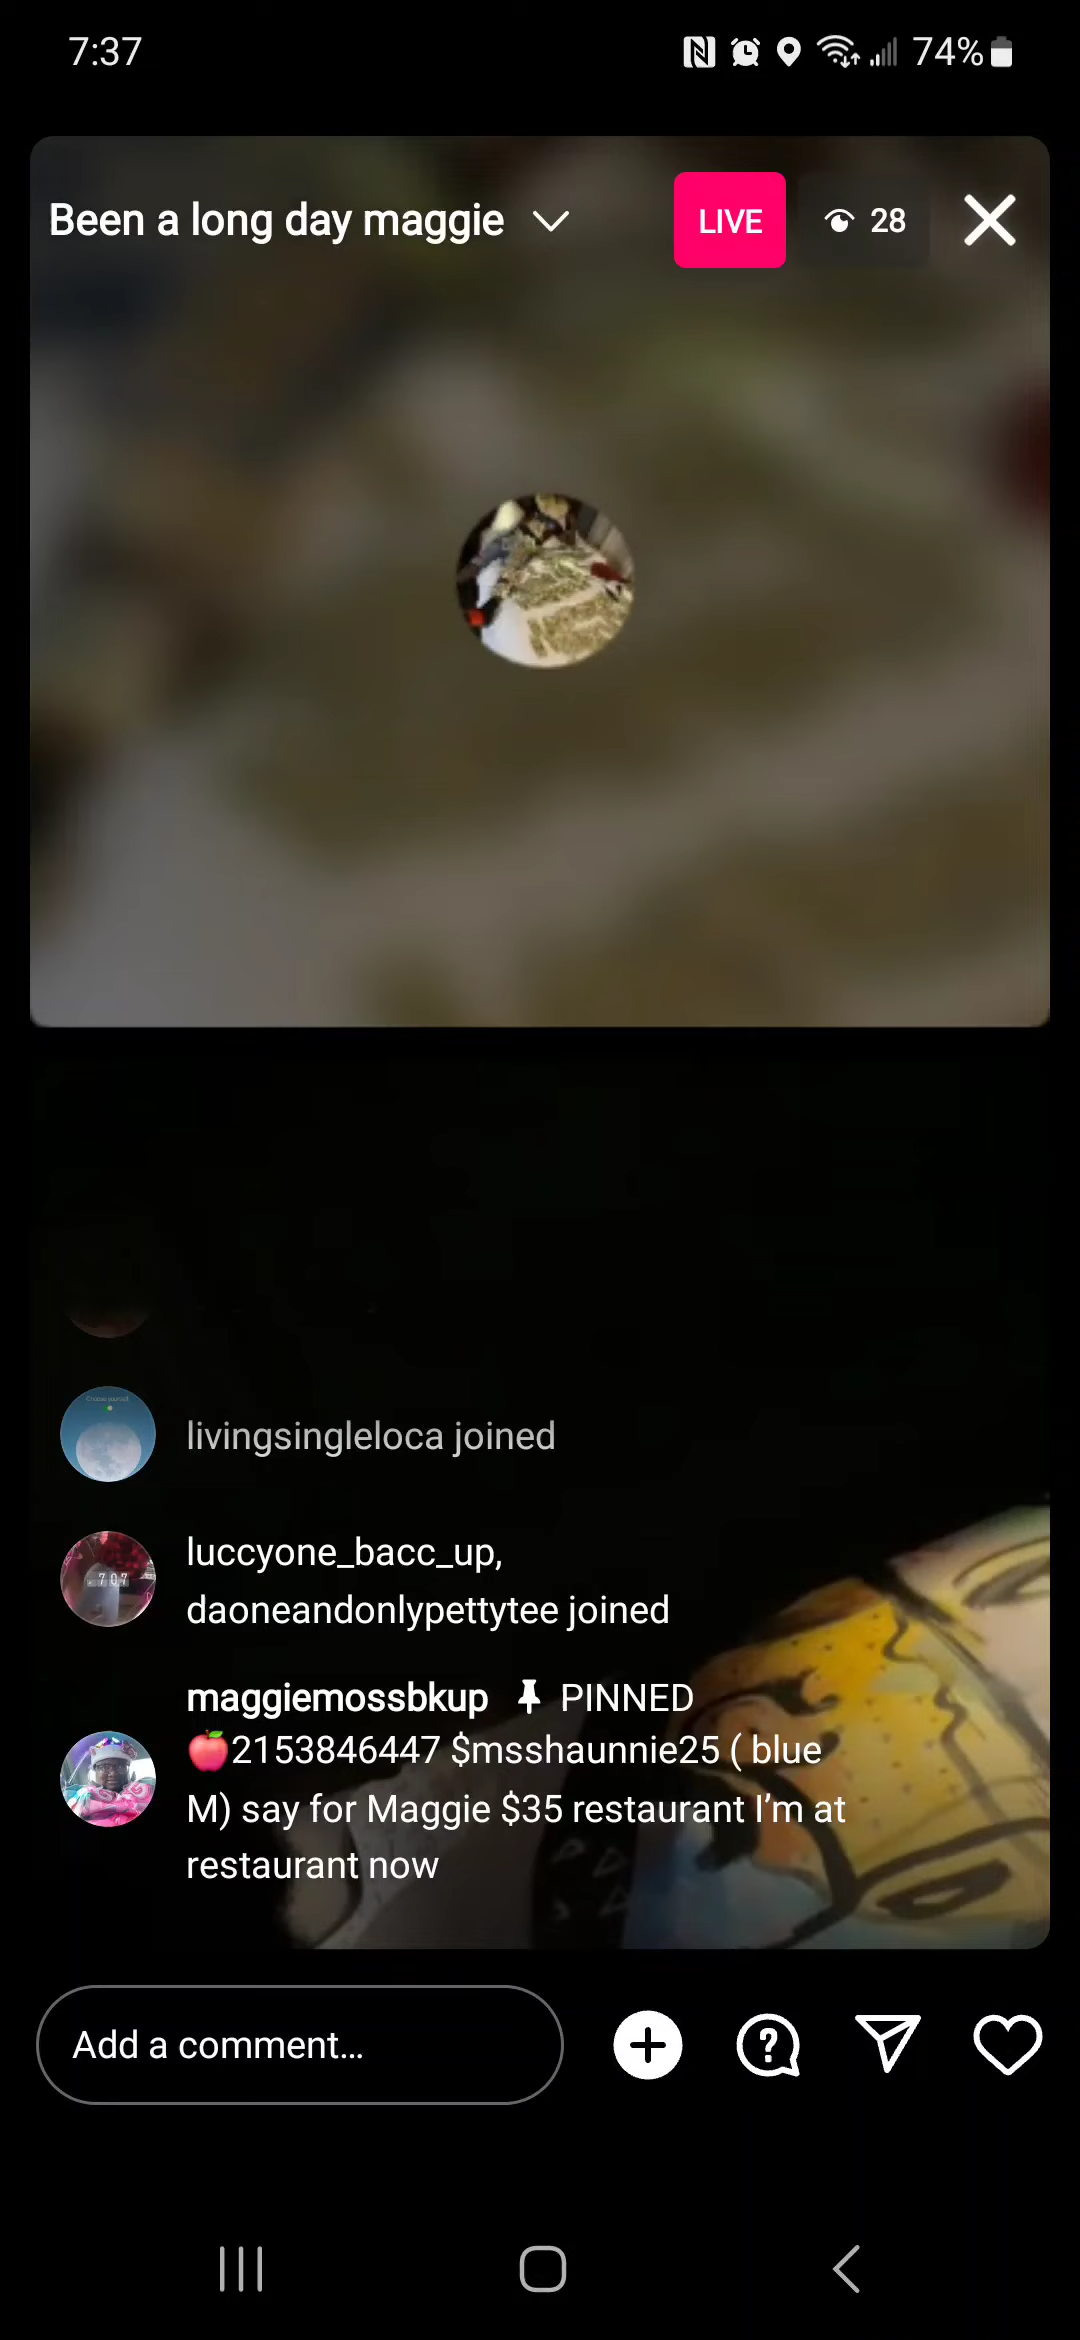 7:37
74%
Been a long day maggie
LIVE
28
livingsingleloca joined
luccyone_bacc_up,
daoneandonlypettytee joined
maggiemossbkup PINNED
🍎2153846447 $msshaunnie25 ( blue
M) say for Maggie $35 restaurant I’m at
restaurant now
Add a comment...